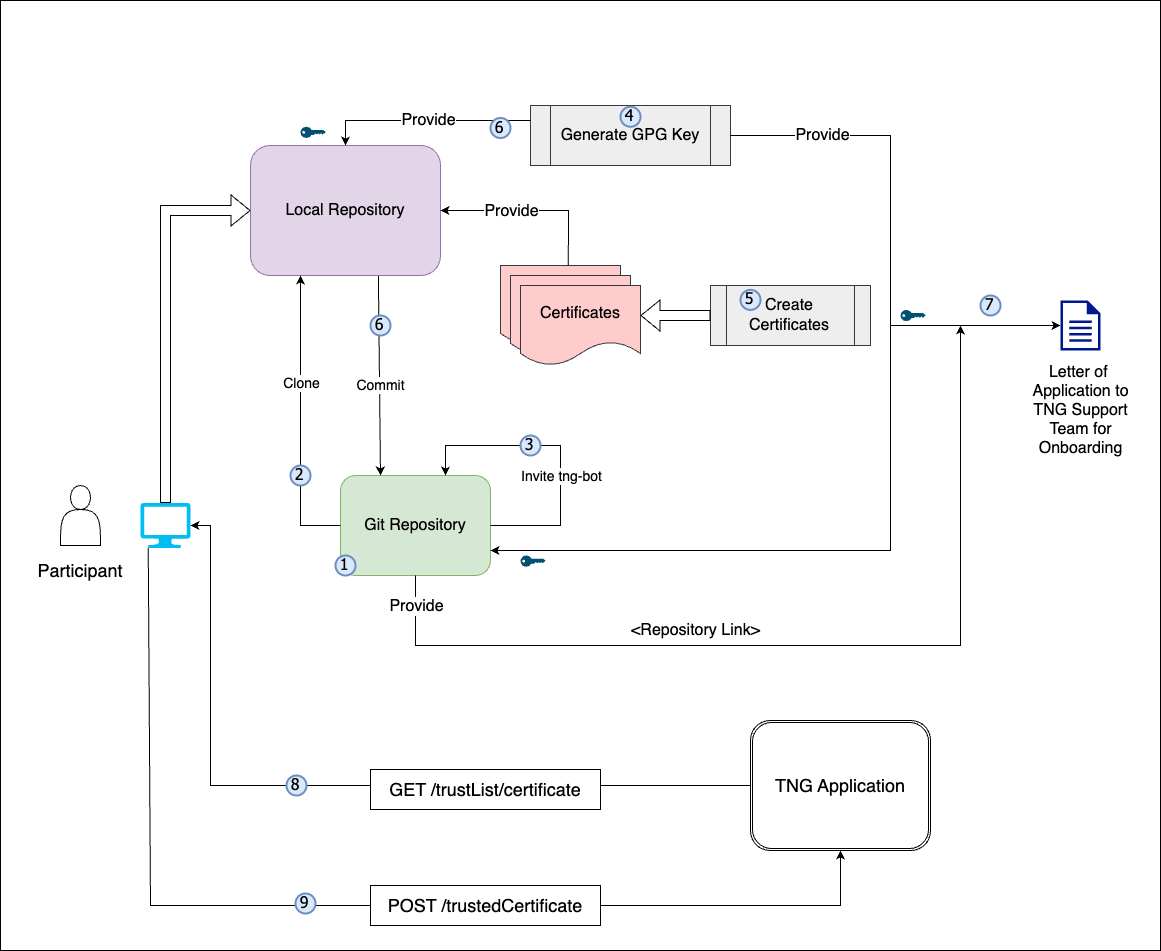 4
Provide
6
Generate GPG Key
Provide
Local Repository
Provide
5
Create
Certificates
Certificates
7
6
Letter of
Application to
TNG Support
Team for
Onboarding
Clone
Commit
3
2
Invite tng-bot
Git Repository
1
Participant
Provide
<Repository Link>
8
GET /trustList/certificate
TNG Application
9
POST /trustedCertificate